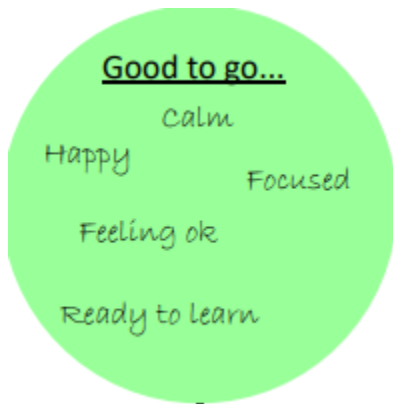 Good to go...
Calm
Happy
Focused
Feeling ok
Ready to learn